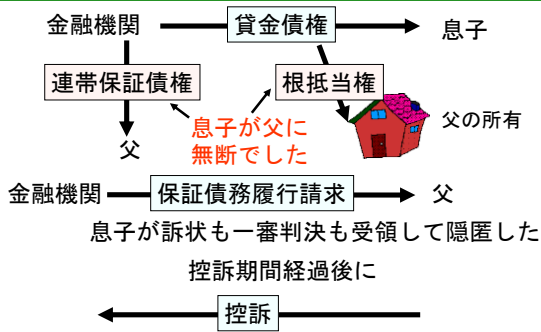 金融機関 貸金債権 息子
連帯保証債権 根抵当権
息子が父に
無断でした
父の所有
父
金融機関 保証債務履行請求 父
息子が訴状も一審判決も受領して隠匿した
控訴期間経過後に
控訴